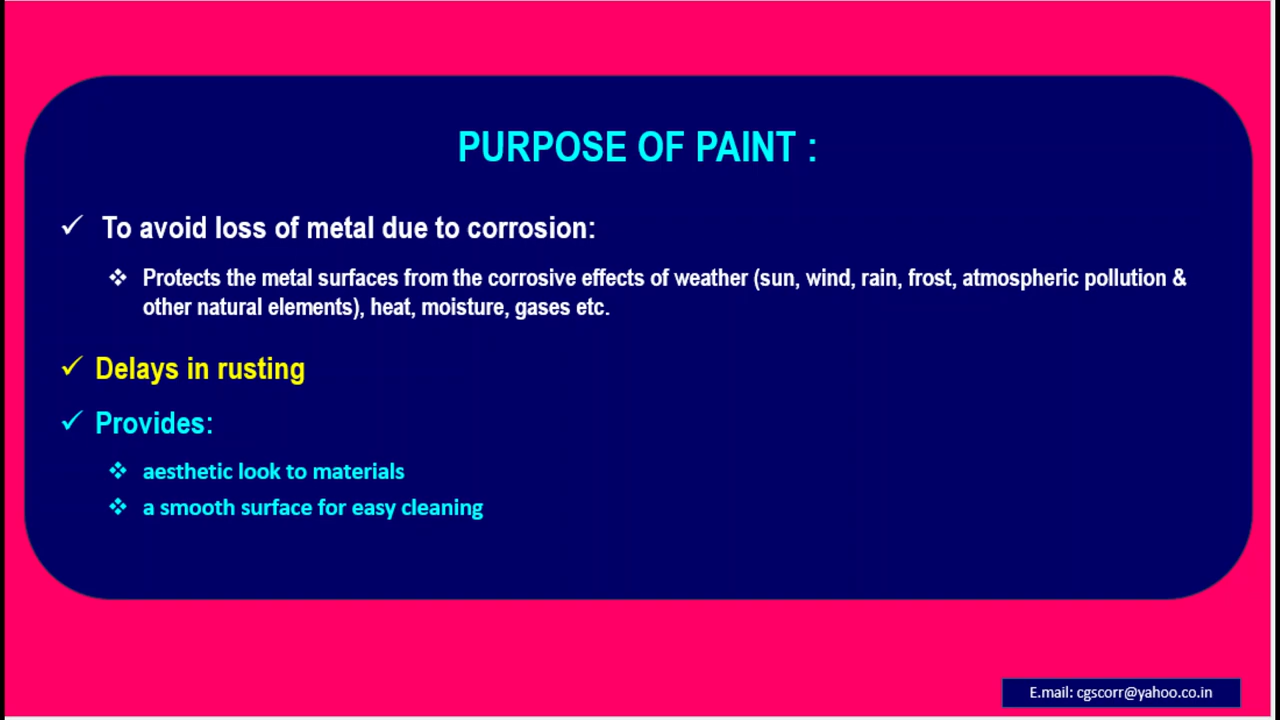 PURPOSE OF PAINT :
✓ To avoid loss of metal due to corrosion:
❖ Protects the metal surfaces from the corrosive effects of weather (sun, wind, rain, frost, atmospheric pollution &
other natural elements), heat, moisture, gases etc.
✓ Delays in rusting
✓ Provides:
❖ aesthetic look to materials
❖ a smooth surface for easy cleaning
E.mail: cgscorr@yahoo.co.in